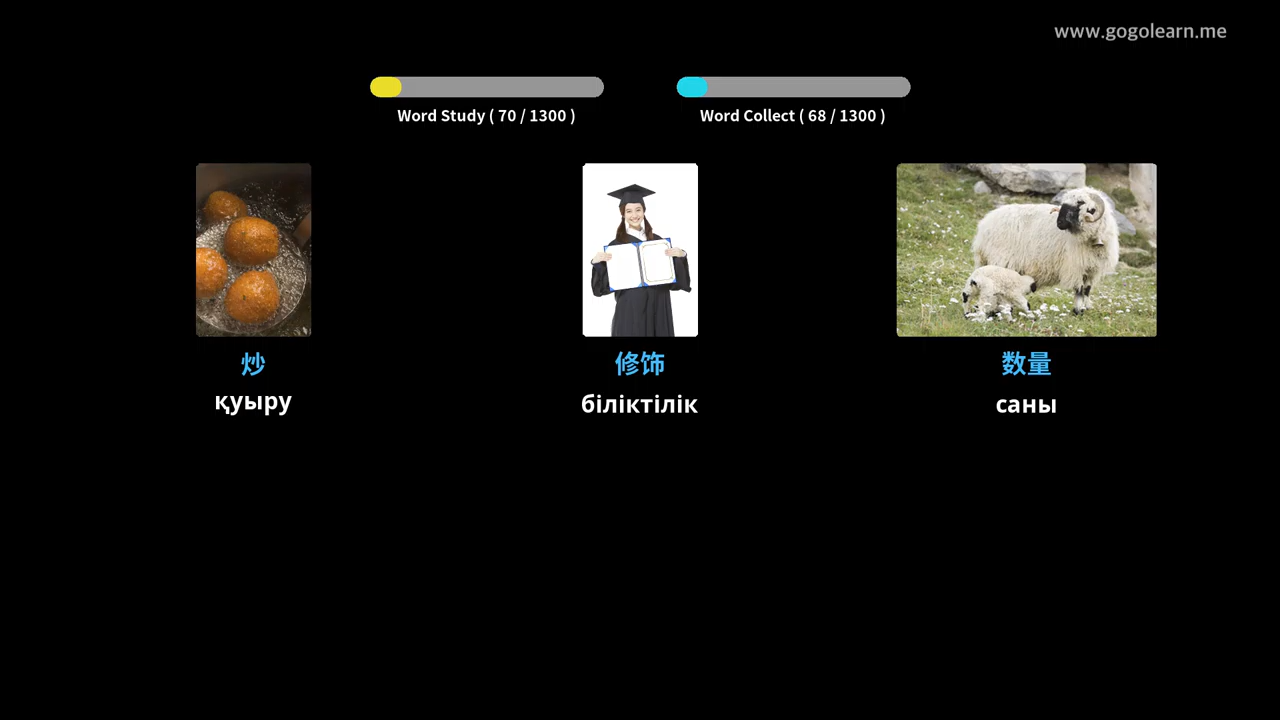 www.gogolearn.me
Word Study ( 70 / 1300 )
Word Collect ( 68 / 1300 )
炒
修饰
数量
қуыру
біліктілік
саны